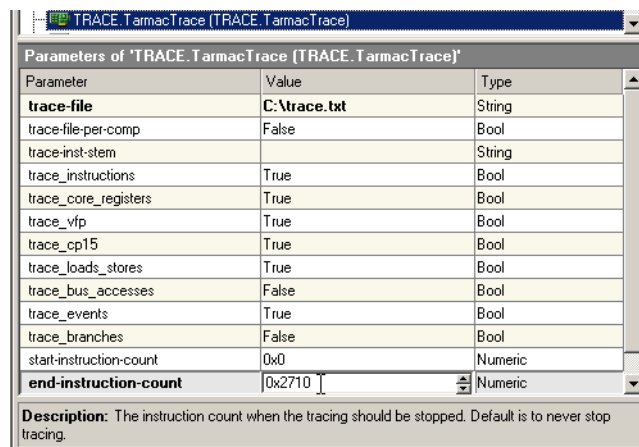 TRACE.TarmacTrace (TRACE.TarmacTrace)
Parameters of 'TRACE.TarmacTrace (TRACE.TarmacTrace)'
Parameter Value Type
trace-file C:\trace.txt String
trace-file-per-comp False Bool
trace-inst-stem String
trace_instructions True Bool
trace_core_registers True Bool
trace_vfp True Bool
trace_cp15 True Bool
trace_loads_stores True Bool
trace_bus_accesses False Bool
trace_events True Bool
trace_branches False Bool
start-instruction-count 0x0 Numeric
end-instruction-count 0x2710 Numeric
Description: The instruction count when the tracing should be stopped. Default is to never stop
tracing.